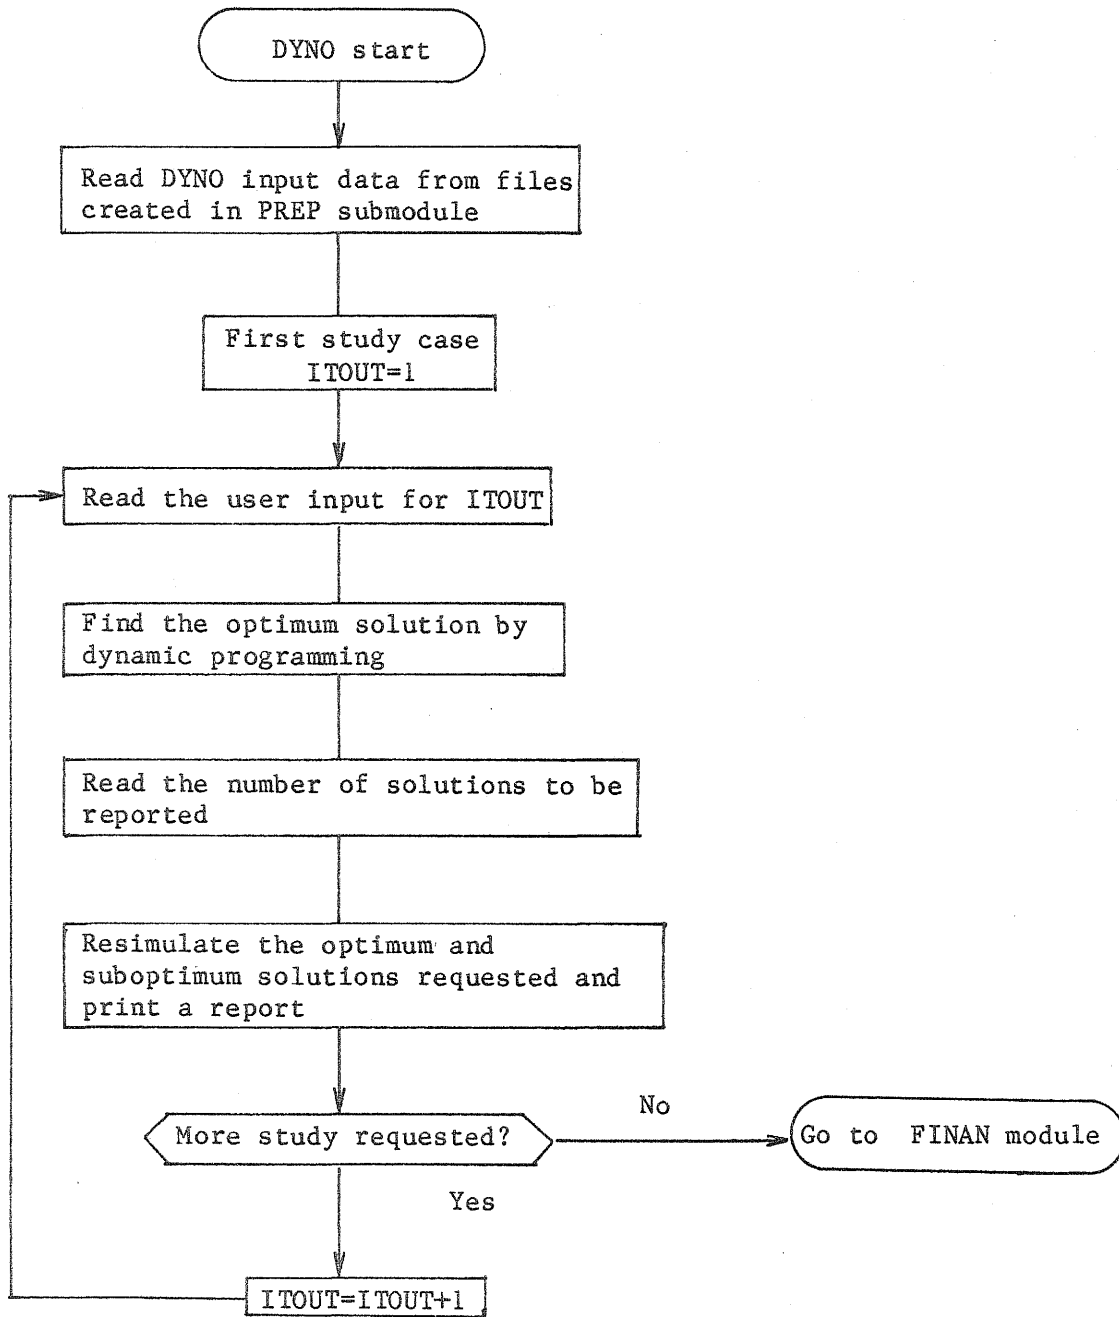 DYNO start
Read DYNO input data from files
created in PREP submodule
First study case
ITOUT=1
Read the user input for ITOUT
Find the optimum solution by
dynamic programming
Read the number of solutions to be
reported
Resimulate the optimum and
suboptimum solutions requested and
print a report
More study requested?
No
Go to FINAN module
Yes
ITOUT=ITOUT+1